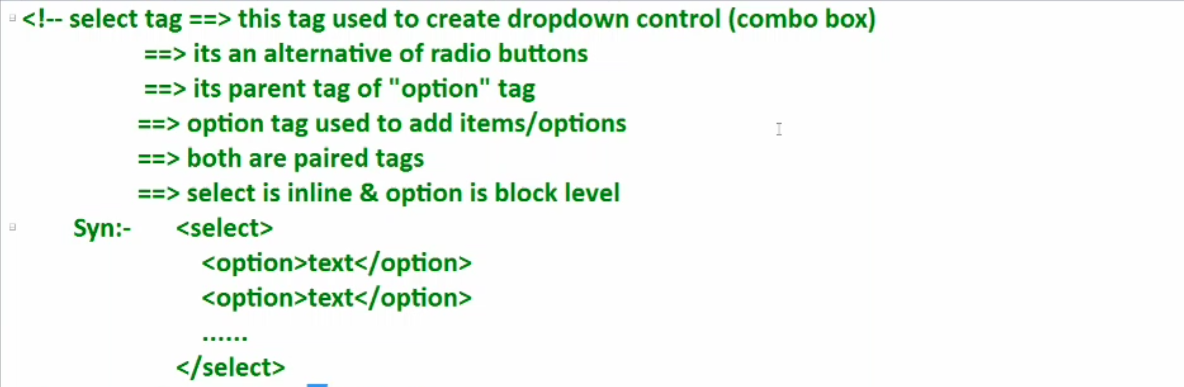 <!-- select tag ==> this tag used to create dropdown control (combo box)
==> its an alternative of radio buttons
==> its parent tag of "option" tag
==> option tag used to add items/options
==> both are paired tags
==> select is inline & option is block level
Syn:- <select>
<option>text</option>
<option>text</option>
......
</select>